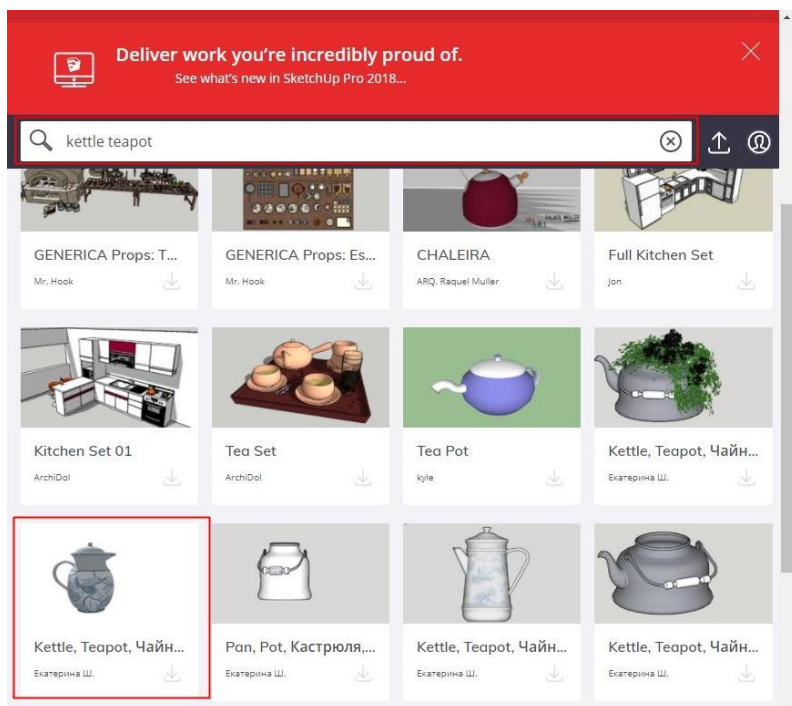 Deliver work you're incredibly proud of.
See what's new in SketchUp Pro 2018...
kettle teapot
GENERICA Props: T...
GENERICA Props: Es...
CHALEIRA
Full Kitchen Set
Mr. Hook
Mr. Hook
ARQ. Raquel Muller
Jon
Kitchen Set 01
Tea Set
Tea Pot
Kettle, Teapot, Чайн...
ArchiDol
ArchiDol
kyle
Екатерина Ш.
Kettle, Teapot, Чайн...
Pan, Pot, Кастрюля,...
Kettle, Teapot, Чайн...
Kettle, Teapot, Чайн...
Екатерина Ш.
Екатерина Ш.
Екатерина Ш.
Екатерина Ш.